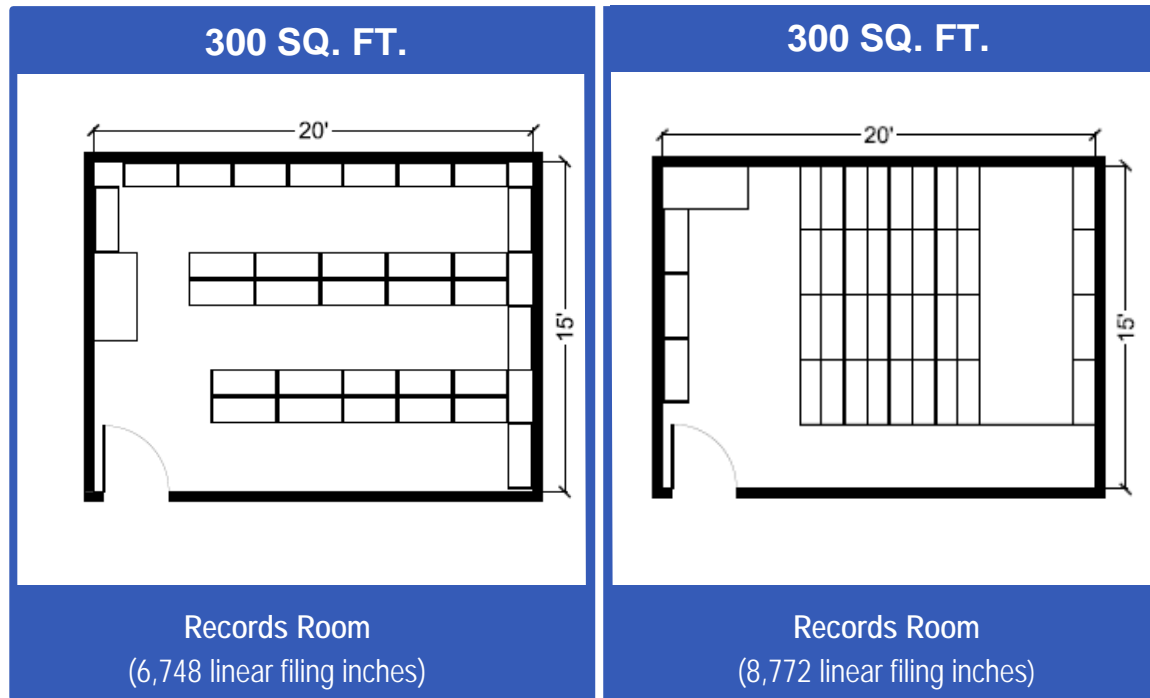 300 SQ. FT.
20'
15'
Records Room
(6,748 linear filing inches)
300 SQ. FT.
20'
15'
Records Room
(8,772 linear filing inches)